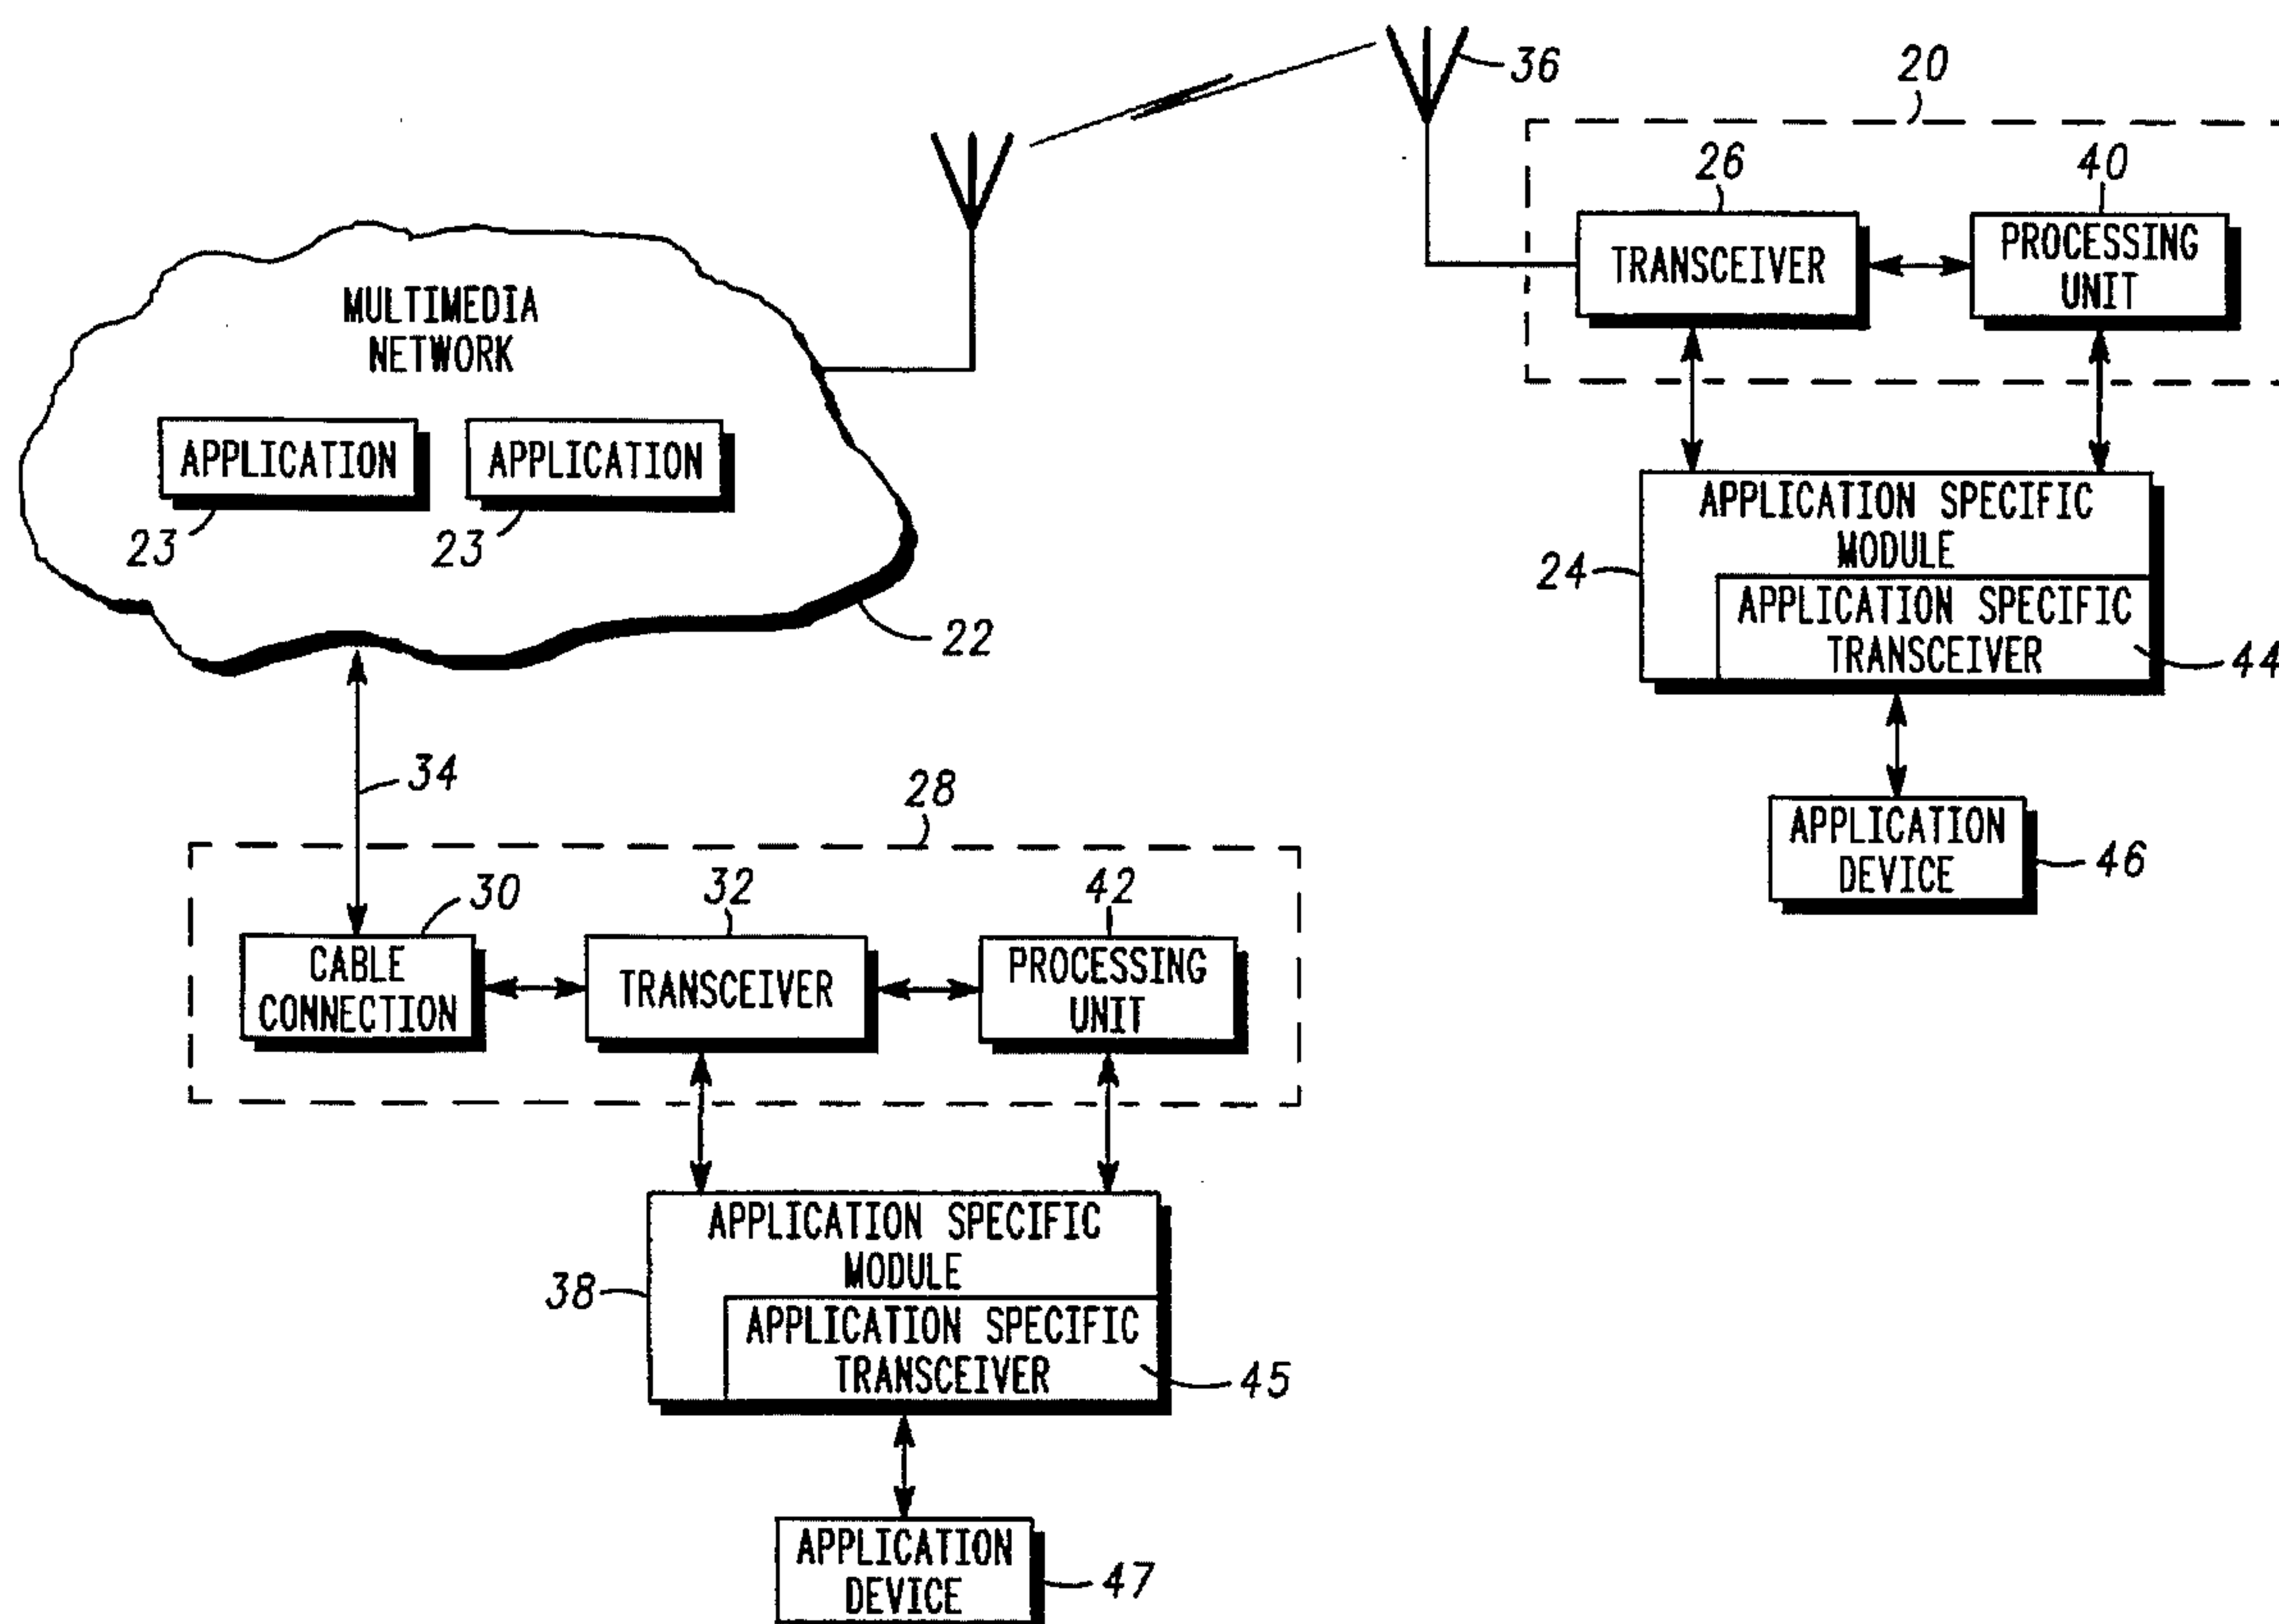 36
20
26
40
TRANSCEIVER
PROCESSING
UNIT
MULTIMEDIA
NETWORK
APPLICATION
APPLICATION
23
23
22
APPLICATION SPECIFIC
MODULE
24
APPLICATION SPECIFIC
TRANSCEIVER
44
APPLICATION
DEVICE
46
34
28
30
32
42
CABLE
CONNECTION
TRANSCEIVER
PROCESSING
UNIT
APPLICATION SPECIFIC
MODULE
38
APPLICATION SPECIFIC
TRANSCEIVER
45
APPLICATION
DEVICE
47